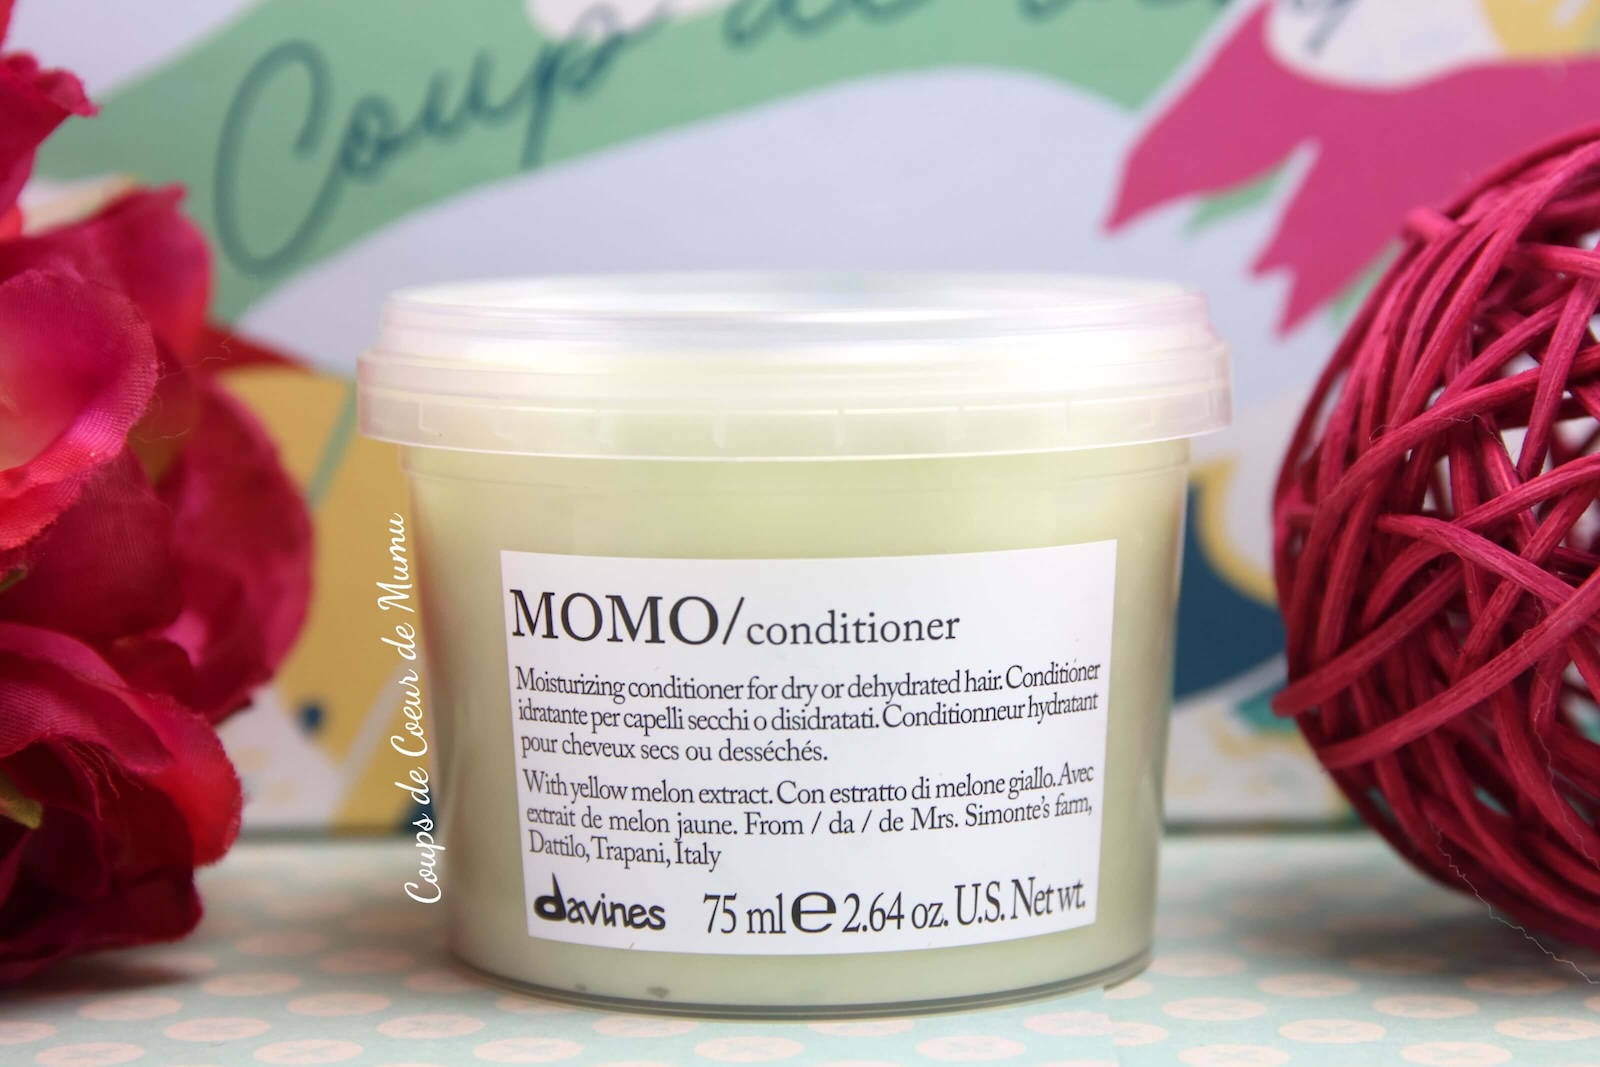 Coup de
MOMO/conditioner
Moisturizing conditioner for dry or dehydrated hair. Conditioner
idratante per capelli secchi o disidratati. Conditionneur hydratant
pour cheveux secs ou desséchés.
With yellow melon extract. Con estratto di melone giallo. Avec
extrait de melon jaune. From / da / de Mrs. Simonte's farm,
Dattilo, Trapani, Italy
davines 75 ml e 2.64 oz. U.S. Net wt.
Coups de Coeur de Mumu